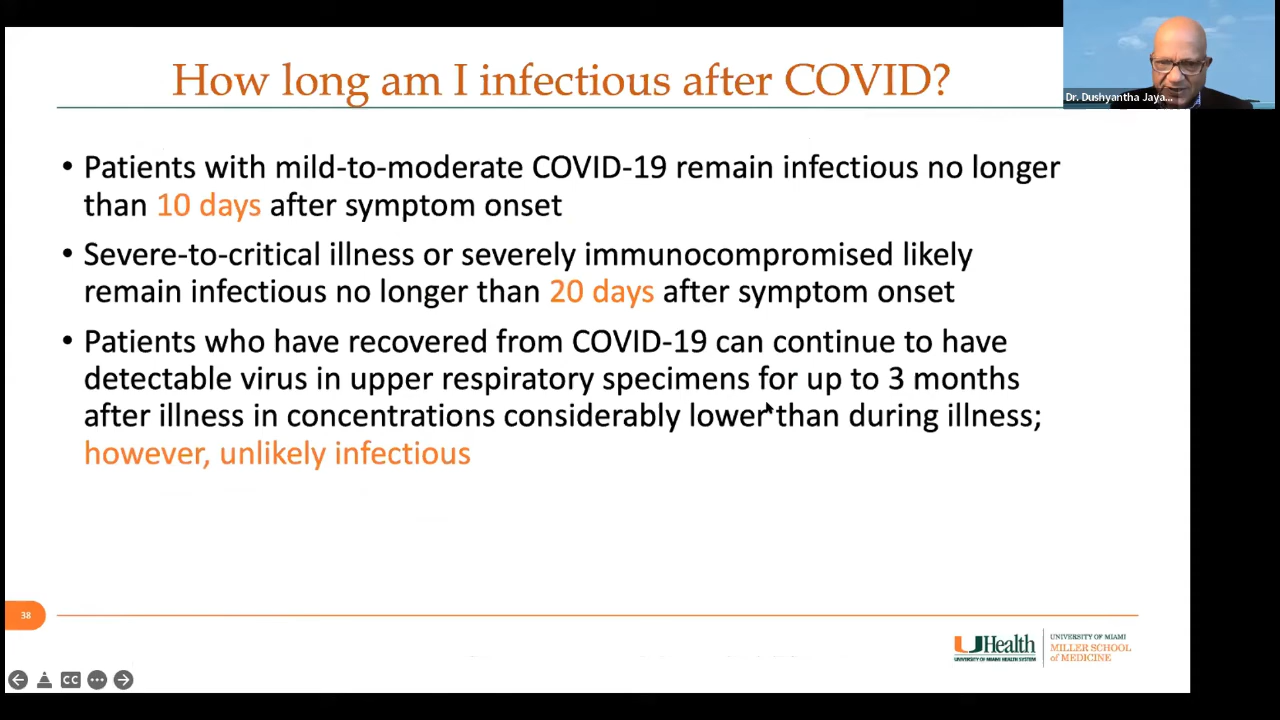 How long am I infectious after COVID?
Dr. Dushyantha Jaya...
• Patients with mild-to-moderate COVID-19 remain infectious no longer
than 10 days after symptom onset
• Severe-to-critical illness or severely immunocompromised likely
remain infectious no longer than 20 days after symptom onset
• Patients who have recovered from COVID-19 can continue to have
detectable virus in upper respiratory specimens for up to 3 months
after illness in concentrations considerably lower than during illness;
however, unlikely infectious
38
UHealth
UNIVERSITY OF MIAMI HEALTH SYSTEM
UNIVERSITY OF MIAMI
MILLER SCHOOL
of MEDICINE
CC